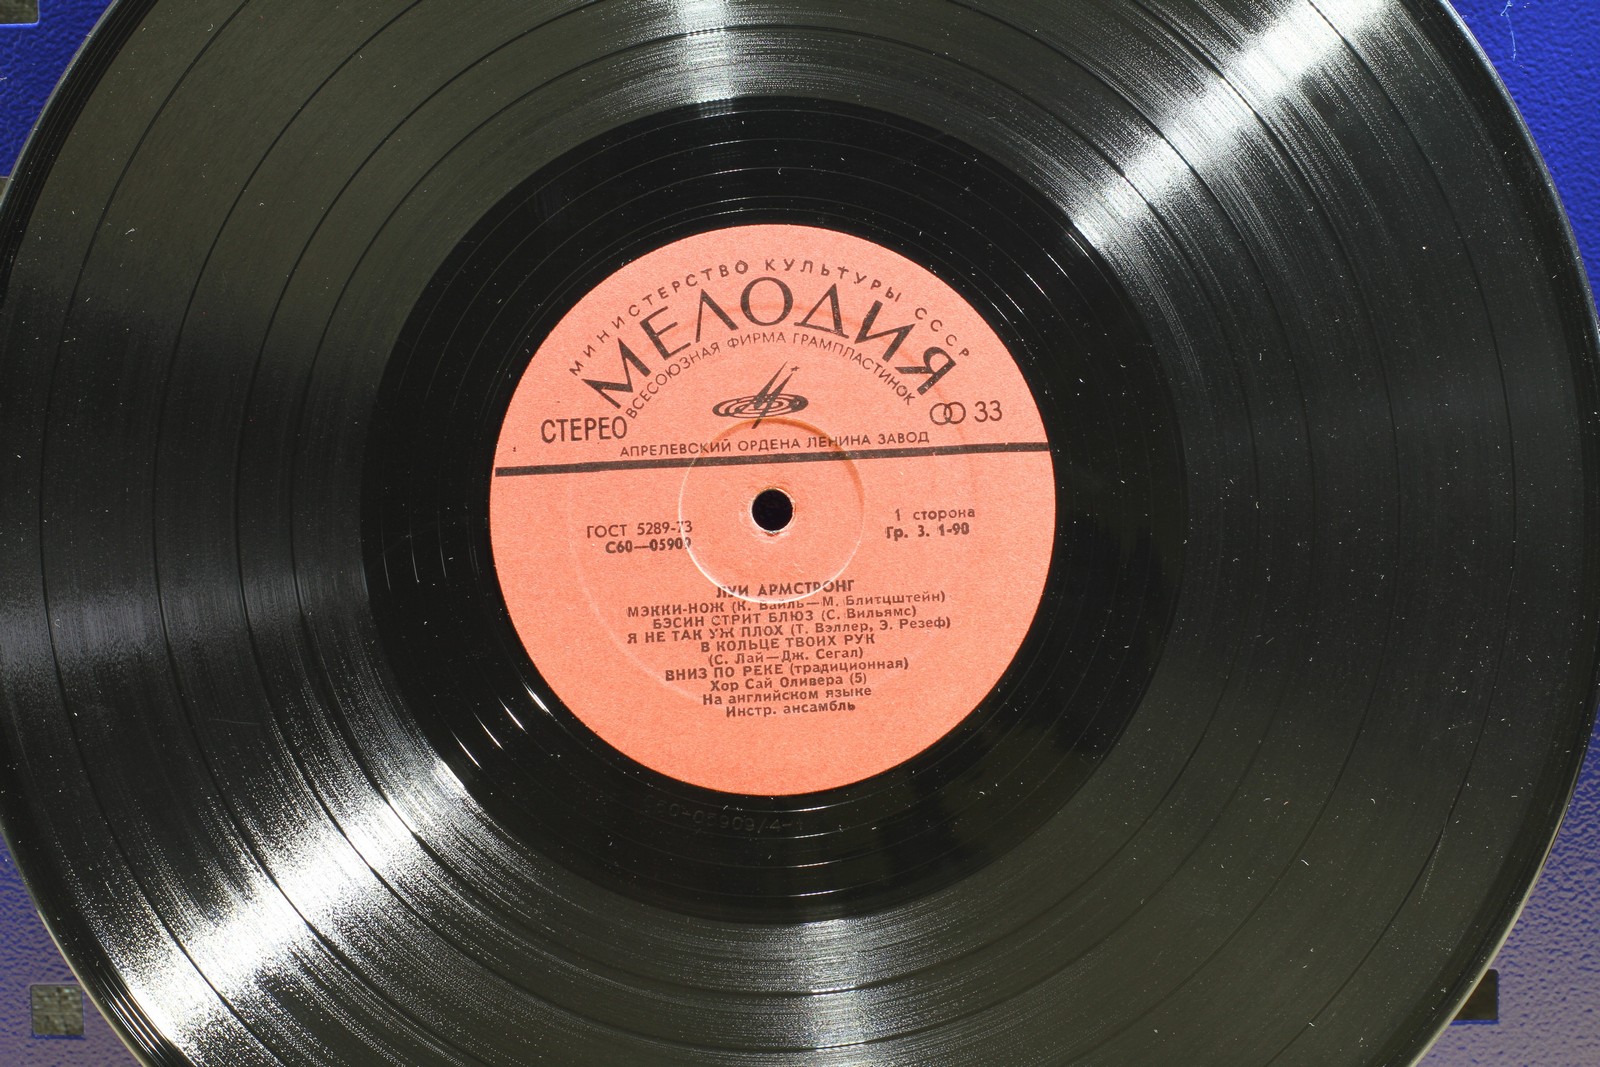 МИНИСТЕРСТВО КУЛЬТУРЫ СССР
МЕЛОДИЯ
ВСЕСОЮЗНАЯ ФИРМА ГРАМПЛАСТИНОК
СТЕРЕО
33
АПРЕЛЕВСКИЙ ОРДЕНА ЛЕНИНА ЗАВОД
ГОСТ 5289-73
С60—05909
1 сторона
Гр. 3. 1-90
ЛУИ АРМСТРОНГ
МЭККИ-НОЖ (К. Вайль—М. Блитцштейн)
БЭСИН СТРИТ БЛЮЗ (С. Вильямс)
Я НЕ ТАК УЖ ПЛОХ (Т. Вэллер, Э. Резеф)
В КОЛЬЦЕ ТВОИХ РУК
(С. Лай—Дж. Сегал)
ВНИЗ ПО РЕКЕ (традиционная)
Хор Сай Оливера (5)
На английском языке
Инстр. ансамбль